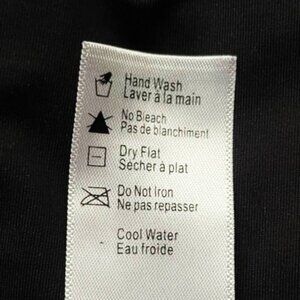 Hand Wash
Laver à la main
No Bleach
Pas de blanchiment
Dry Flat
Sécher à plat
Do Not Iron
Ne pas repasser
Cool Water
Eau froide